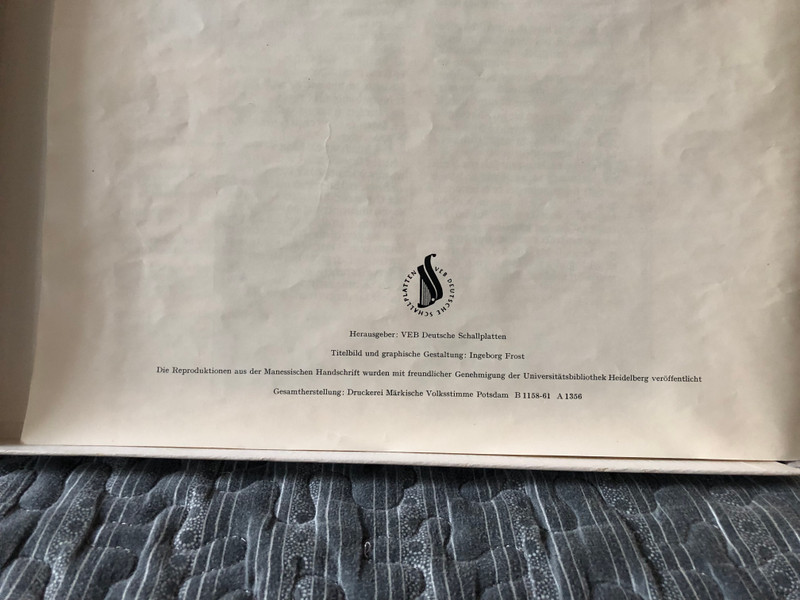 VEB DEUTSCHE SCHALLPLATTEN
Herausgeber: VEB Deutsche Schallplatten
Titelbild und graphische Gestaltung: Ingeborg Frost
Die Reproduktionen aus der Manessischen Handschrift wurden mit freundlicher Genehmigung der Universitätsbibliothek Heidelberg veröffentlicht
Gesamtherstellung: Druckerei Märkische Volksstimme Potsdam B 1158-61 A 1356